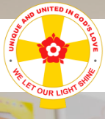 UNIQUE AND UNITED IN GOD'S LOVE
WE LET OUR LIGHT SHINE